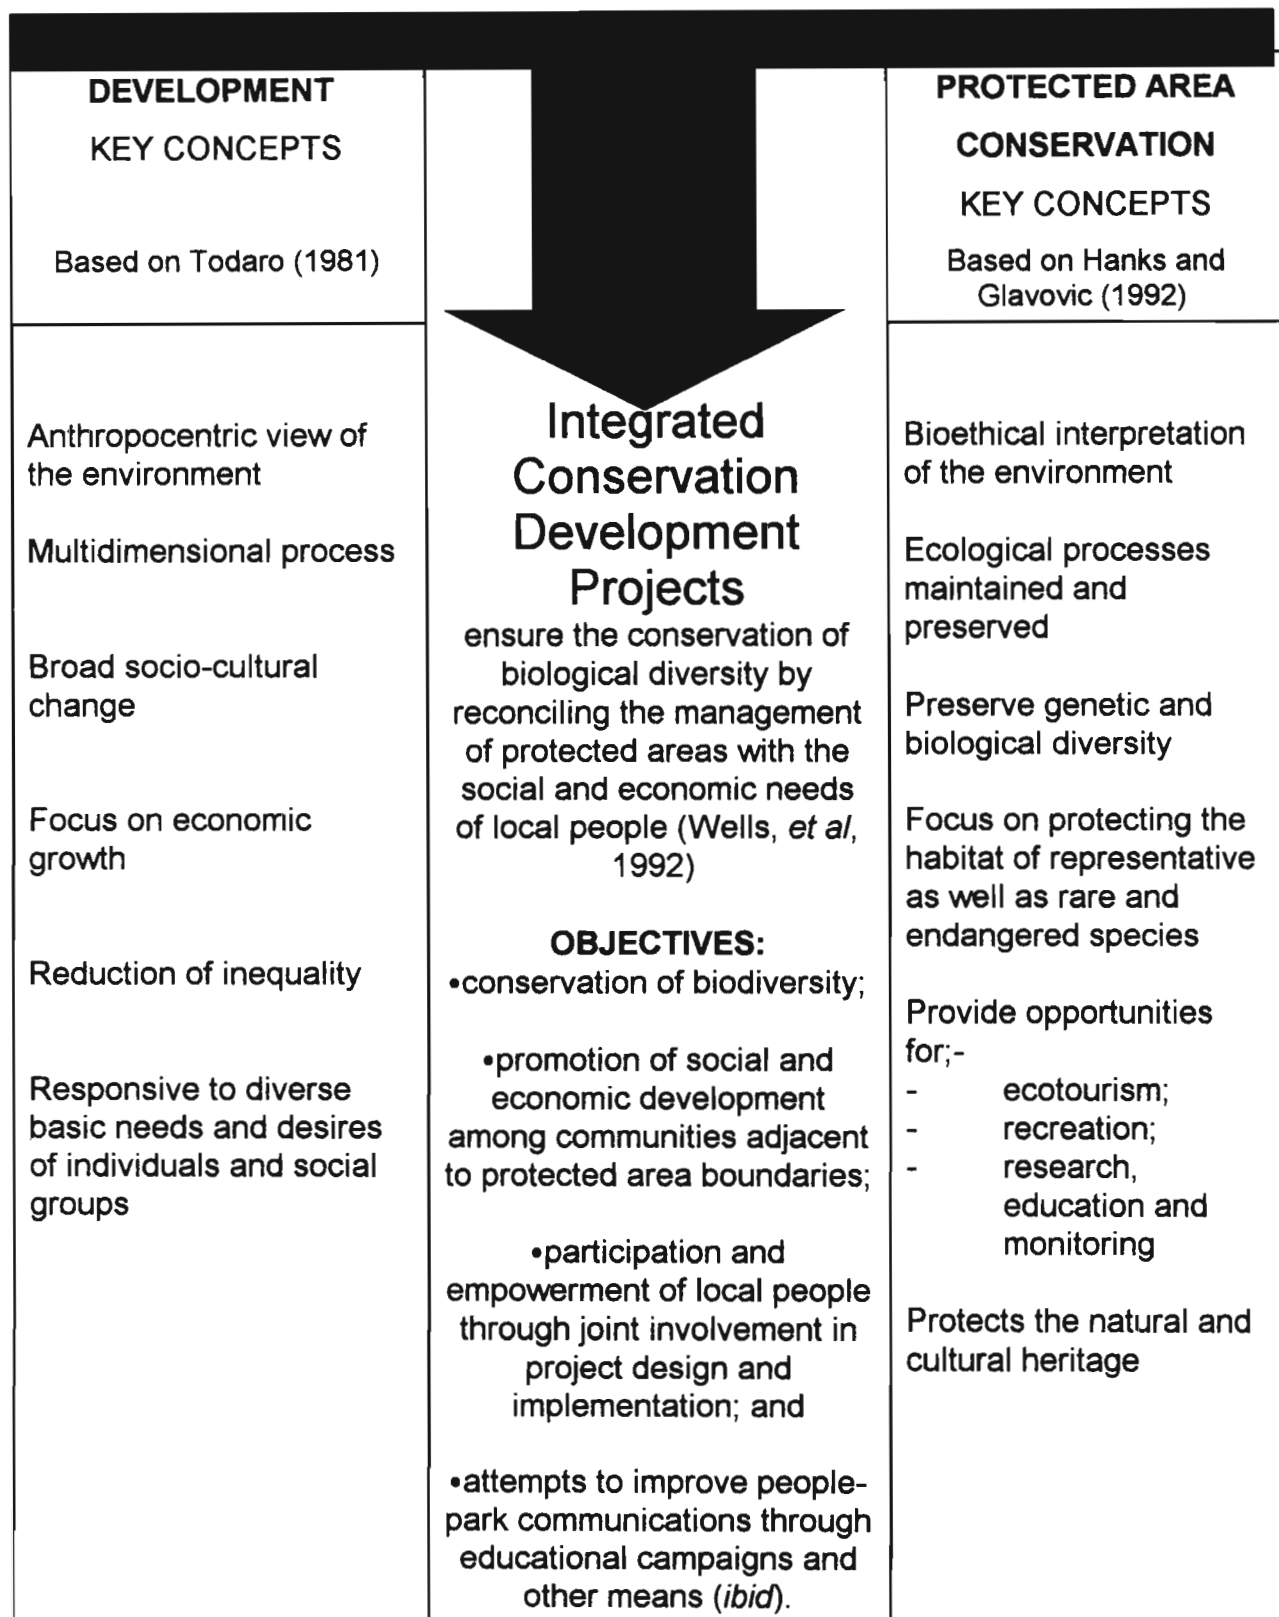 DEVELOPMENT
KEY CONCEPTS
Based on Todaro (1981)
Anthropocentric view of
the environment
Multidimensional process
Broad socio-cultural
change
Focus on economic
growth
Reduction of inequality
Responsive to diverse
basic needs and desires
of individuals and social
groups
Integrated
Conservation
Development
Projects
ensure the conservation of
biological diversity by
reconciling the management
of protected areas with the
social and economic needs
of local people (Wells, et al,
1992)
OBJECTIVES:
•conservation of biodiversity;
•promotion of social and
economic development
among communities adjacent
to protected area boundaries;
•participation and
empowerment of local people
through joint involvement in
project design and
implementation; and
•attempts to improve people-
park communications through
educational campaigns and
other means (ibid).
PROTECTED AREA
CONSERVATION
KEY CONCEPTS
Based on Hanks and
Glavovic (1992)
Bioethical interpretation
of the environment
Ecological processes
maintained and
preserved
Preserve genetic and
biological diversity
Focus on protecting the
habitat of representative
as well as rare and
endangered species
Provide opportunities
for;-
- ecotourism;
- recreation;
- research,
education and
monitoring
Protects the natural and
cultural heritage